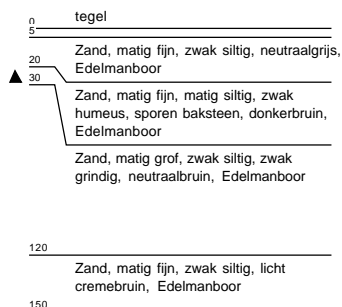 0
tegel
5
Zand, matig fijn, zwak siltig, neutraalgrijs,
Edelmanboor
20
30
Zand, matig fijn, matig siltig, zwak
humeus, sporen baksteen, donkerbruin,
Edelmanboor
Zand, matig grof, zwak siltig, zwak
grindig, neutraalbruin, Edelmanboor
120
Zand, matig fijn, zwak siltig, licht
cremebruin, Edelmanboor
150